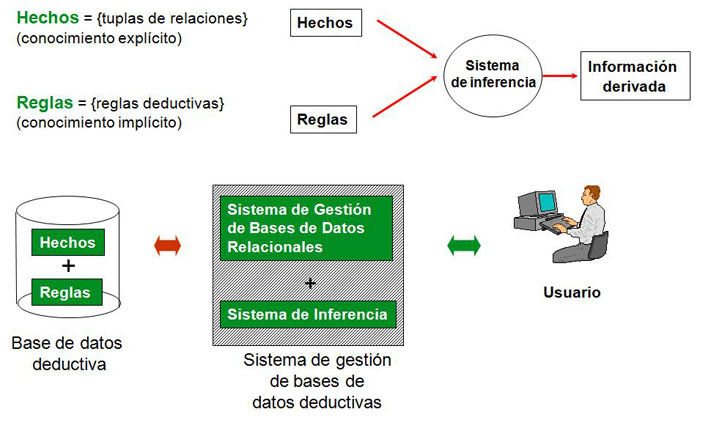 Hechos = {tuplas de relaciones}
(conocimiento explícito)
Hechos
Sistema
de inferencia
Información
derivada
Reglas = {reglas deductivas}
(conocimiento implícito)
Reglas
Hechos
+
Reglas
Base de datos
deductiva
Sistema de Gestión
de Bases de Datos
Relacionales
+
Sistema de Inferencia
Sistema de gestión
de bases de
datos deductivas
Usuario